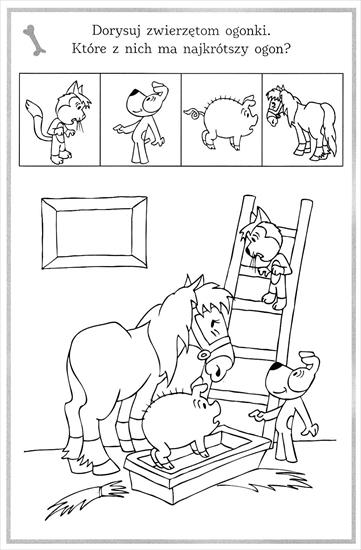 Dorysuj zwierzętom ogonki.
Które z nich ma najkrótszy ogon?